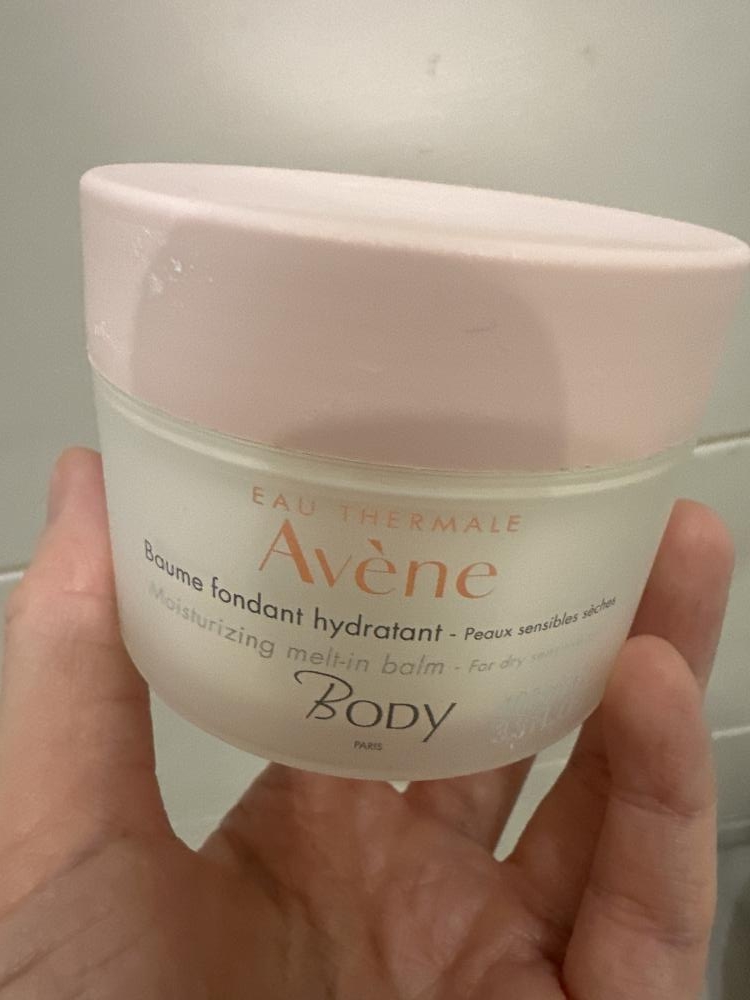 EAU THERMALE
Avène
Baume fondant hydratant - Peaux sensibles sèches
Moisturizing melt-in balm - For dry
BODY
PARIS